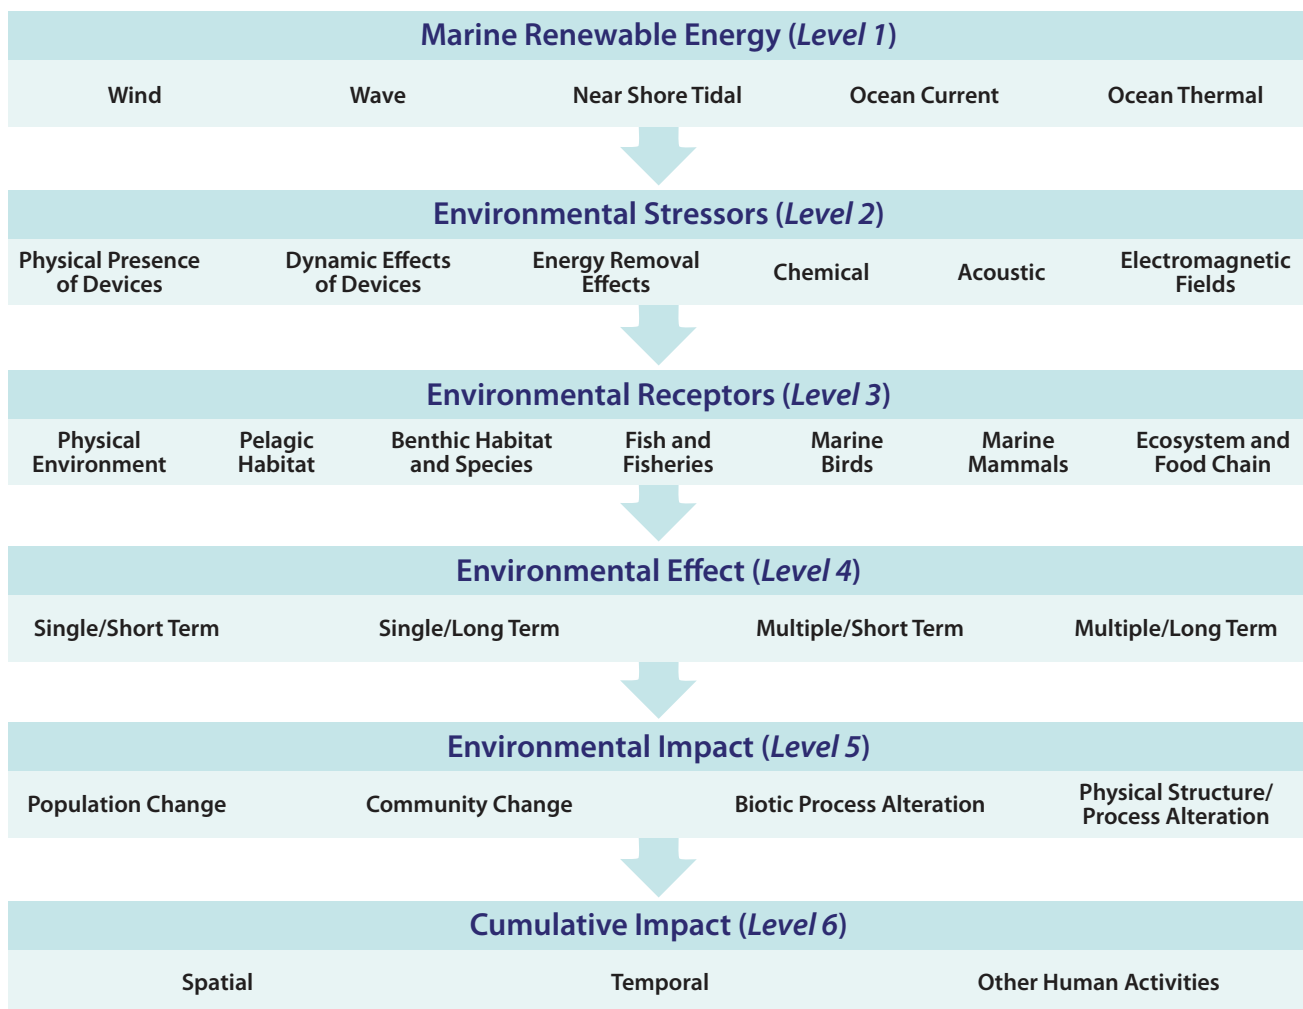 Marine Renewable Energy (Level 1)
Wind Wave Near Shore Tidal Ocean Current Ocean Thermal
Environmental Stressors (Level 2)
Physical Presence of Devices
Dynamic Effects of Devices
Energy Removal Effects
Chemical
Acoustic
Electromagnetic Fields
Environmental Receptors (Level 3)
Physical Environment
Pelagic Habitat
Benthic Habitat and Species
Fish and Fisheries
Marine Birds
Marine Mammals
Ecosystem and Food Chain
Environmental Effect (Level 4)
Single/Short Term Single/Long Term Multiple/Short Term Multiple/Long Term
Environmental Impact (Level 5)
Population Change
Community Change
Biotic Process Alteration
Physical Structure/
Process Alteration
Cumulative Impact (Level 6)
Spatial Temporal Other Human Activities